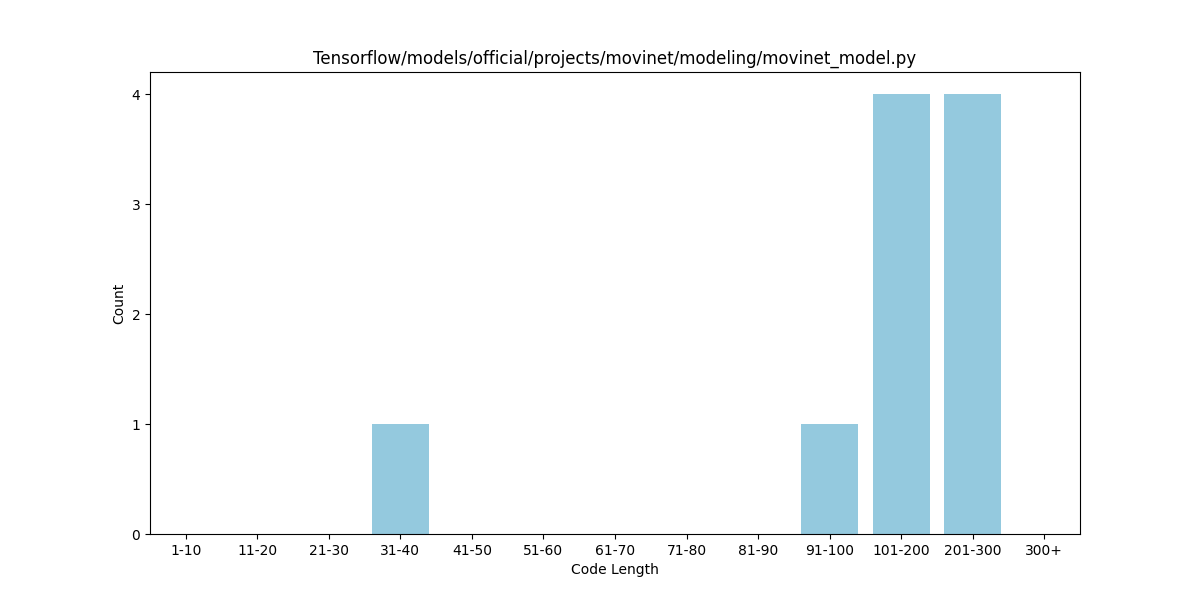 Tensorflow/models/official/projects/movinet/modeling/movinet_model.py
4
3
2
1
0
Count
1-10 11-20 21-30 31-40 41-50 51-60 61-70 71-80 81-90 91-100 101-200 201-300 300+
Code Length